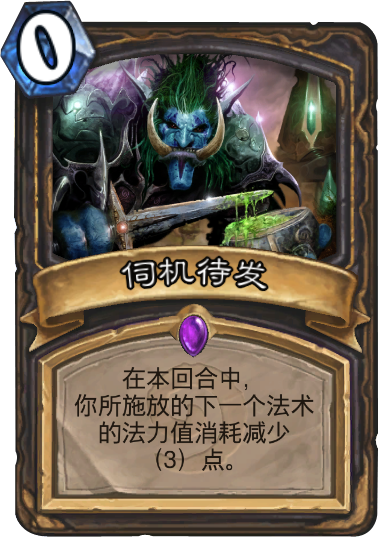 0
伺机待发
在本回合中，
你所施放的下一个法术
的法力值消耗减少
（3）点。